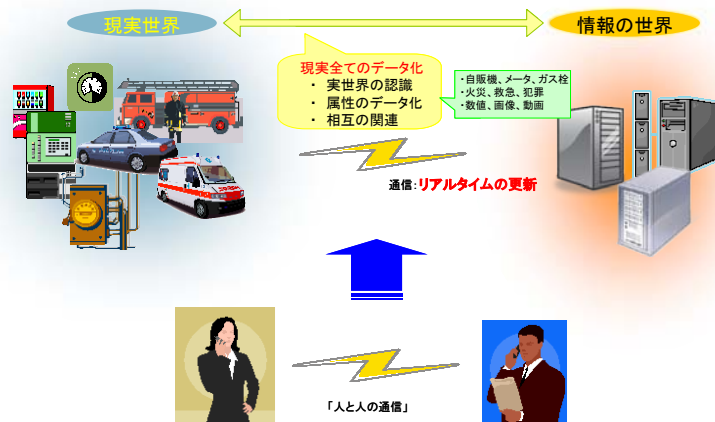 現実世界
情報の世界
現実全てのデータ化
・ 実世界の認識
・ 属性のデータ化
・ 相互の関連
・自販機、メータ、ガス栓
・火災、救急、犯罪
・数値、画像、動画
通信：リアルタイムの更新
「人と人の通信」